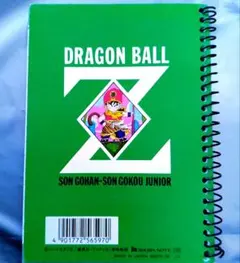 DRAGON BALL
Z
SON GOHAN-SON GOKOU JUNIOR
4 901772 565970